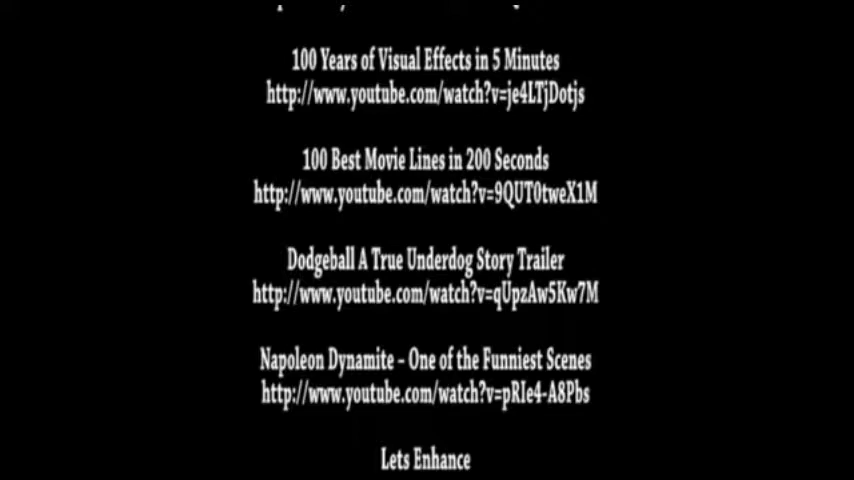 100 Years of Visual Effects in 5 Minutes
http://www.youtube.com/watch?v=je4LTjDotjs
100 Best Movie Lines in 200 Seconds
http://www.youtube.com/watch?v=9QUT0tweX1M
Dodgeball A True Underdog Story Trailer
http://www.youtube.com/watch?v=qUpzAw5Kw7M
Napoleon Dynamite – One of the Funniest Scenes
http://www.youtube.com/watch?v=pRIe4-A8Pbs
Lets Enhance